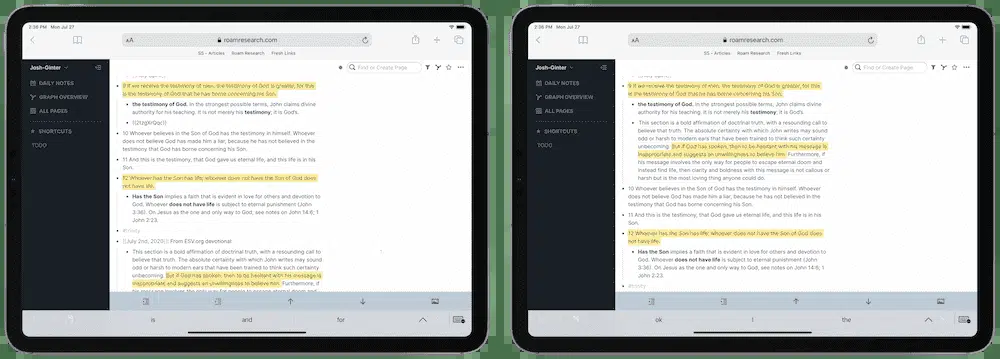 2:36 PM Mon Jul 27
AA
roamresearch.com
SS - Articles Roam Research Fresh Links
Josh-Ginter
Find or Create Page
DAILY NOTES
GRAPH OVERVIEW
ALL PAGES
SHORTCUTS
TODO
9 If we receive the testimony of men, the testimony of God is greater, for this
is the testimony of God that he has borne concerning his Son.
the testimony of God. In the strongest possible terms, John claims divine
authority for his teaching. It is not merely his testimony; it is God's.
10 Whoever believes in the Son of God has the testimony in himself. Whoever
does not believe God has made him a liar, because he has not believed in the
testimony that God has borne concerning his Son.
11 And this is the testimony, that God gave us eternal life, and this life is in his
Son.
12 Whoever has the Son has life; whoever does not have the Son of God does
not have life.
Has the Son implies a faith that is evident in love for others and devotion to
God. Whoever does not have life is subject to eternal punishment (John
3:36). On Jesus as the one and only way to God, see notes on John 14:6; 1
John 2:23.
#trinity
[[July 2nd, 2020]] From ESV.org devotional
This section is a bold affirmation of doctrinal truth, with a resounding call to
believe that truth. The absolute certainty with which John writes may sound
odd or harsh to modern ears that have been trained to think such certainty
unbecoming. But if God has spoken, then to be hesitant with his message is
inappropriate and suggests an unwillingness to believe him. Furthermore, if
is
and
for
2:36 PM Mon Jul 27
AA
roamresearch.com
SS - Articles Roam Research Fresh Links
Josh-Ginter
Find or Create Page
DAILY NOTES
GRAPH OVERVIEW
ALL PAGES
SHORTCUTS
TODO
9 If we receive the testimony of men, the testimony of God is greater, for this
is the testimony of God that he has borne concerning his Son.
the testimony of God. In the strongest possible terms, John claims divine
authority for his teaching. It is not merely his testimony; it is God's.
This section is a bold affirmation of doctrinal truth, with a resounding call to
believe that truth. The absolute certainty with which John writes may sound
odd or harsh to modern ears that have been trained to think such certainty
unbecoming. But if God has spoken, then to be hesitant with his message is
inappropriate and suggests an unwillingness to believe him. Furthermore, if
his message involves the only way for people to escape eternal doom and
instead find life, then clarity and boldness with this message is not callous or
harsh but is the most loving thing anyone could do.
10 Whoever believes in the Son of God has the testimony in himself. Whoever
does not believe God has made him a liar, because he has not believed in the
testimony that God has borne concerning his Son.
11 And this is the testimony, that God gave us eternal life, and this life is in his
Son.
12 Whoever has the Son has life; whoever does not have the Son of God does
not have life.
Has the Son implies a faith that is evident in love for others and devotion to
God. Whoever does not have life is subject to eternal punishment (John
3:36). On Jesus as the one and only way to God, see notes on John 14:6; 1
John 2:23.
#trinity
ok
I
the